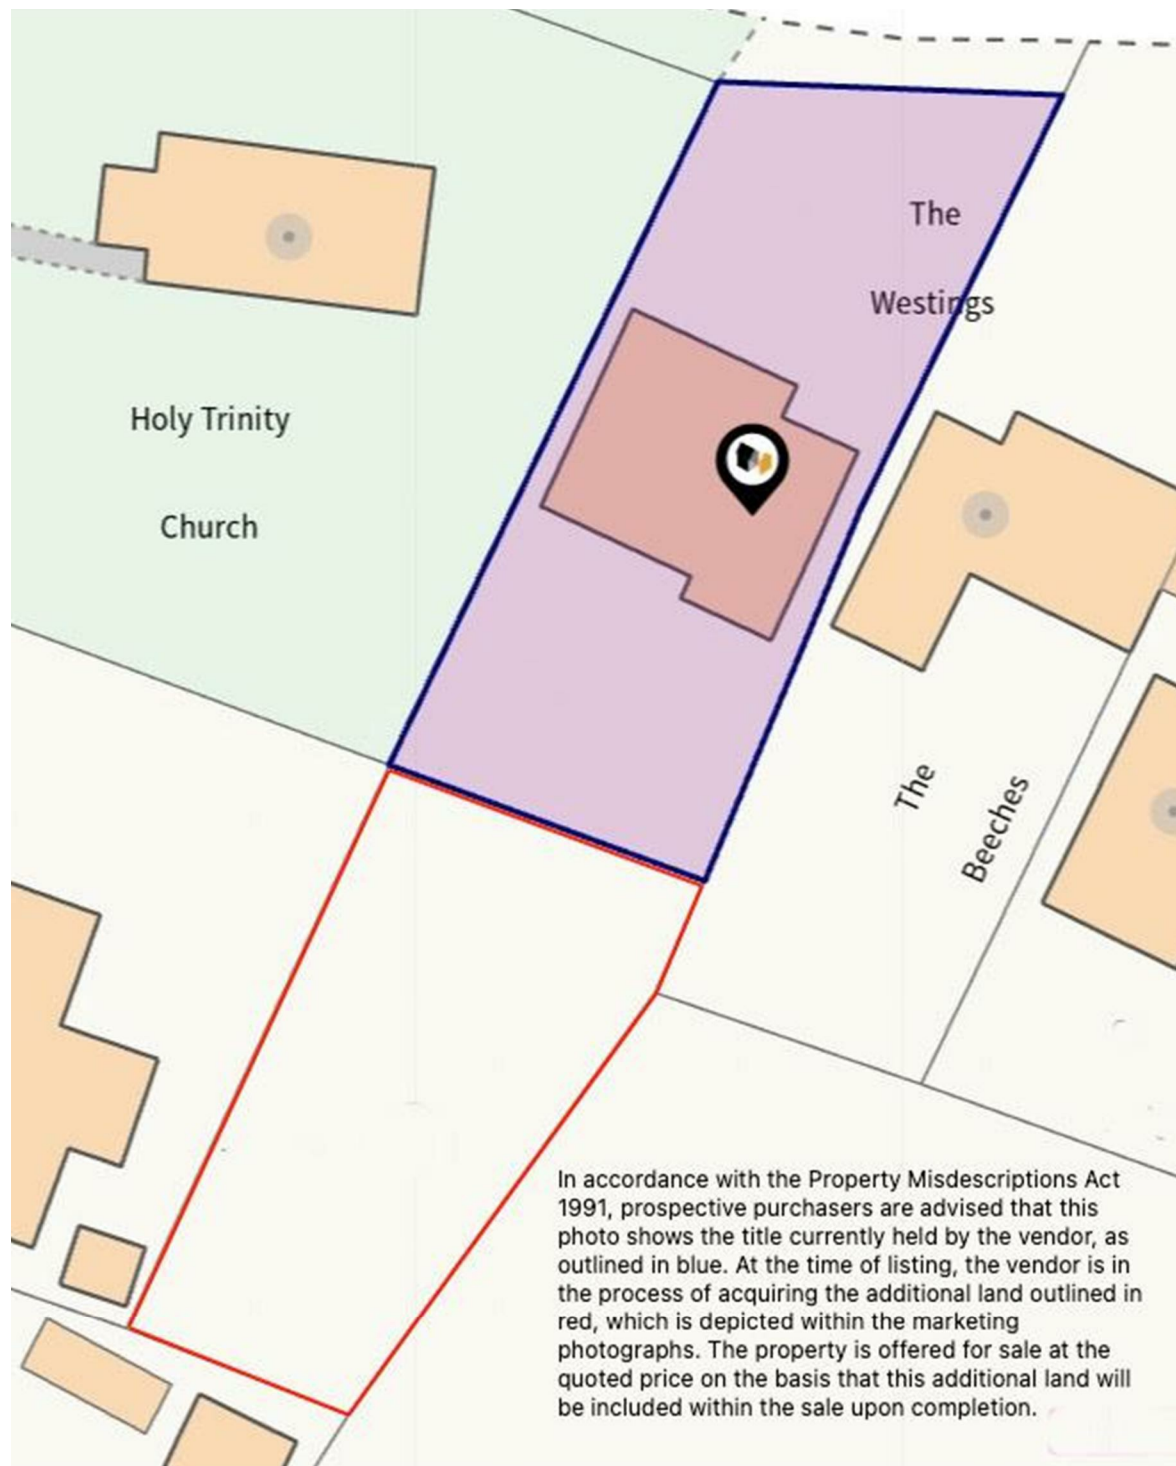 The
Westings
Holy Trinity
Church
The
Beeches
In accordance with the Property Misdescriptions Act
1991, prospective purchasers are advised that this
photo shows the title currently held by the vendor, as
outlined in blue. At the time of listing, the vendor is in
the process of acquiring the additional land outlined in
red, which is depicted within the marketing
photographs. The property is offered for sale at the
quoted price on the basis that this additional land will
be included within the sale upon completion.